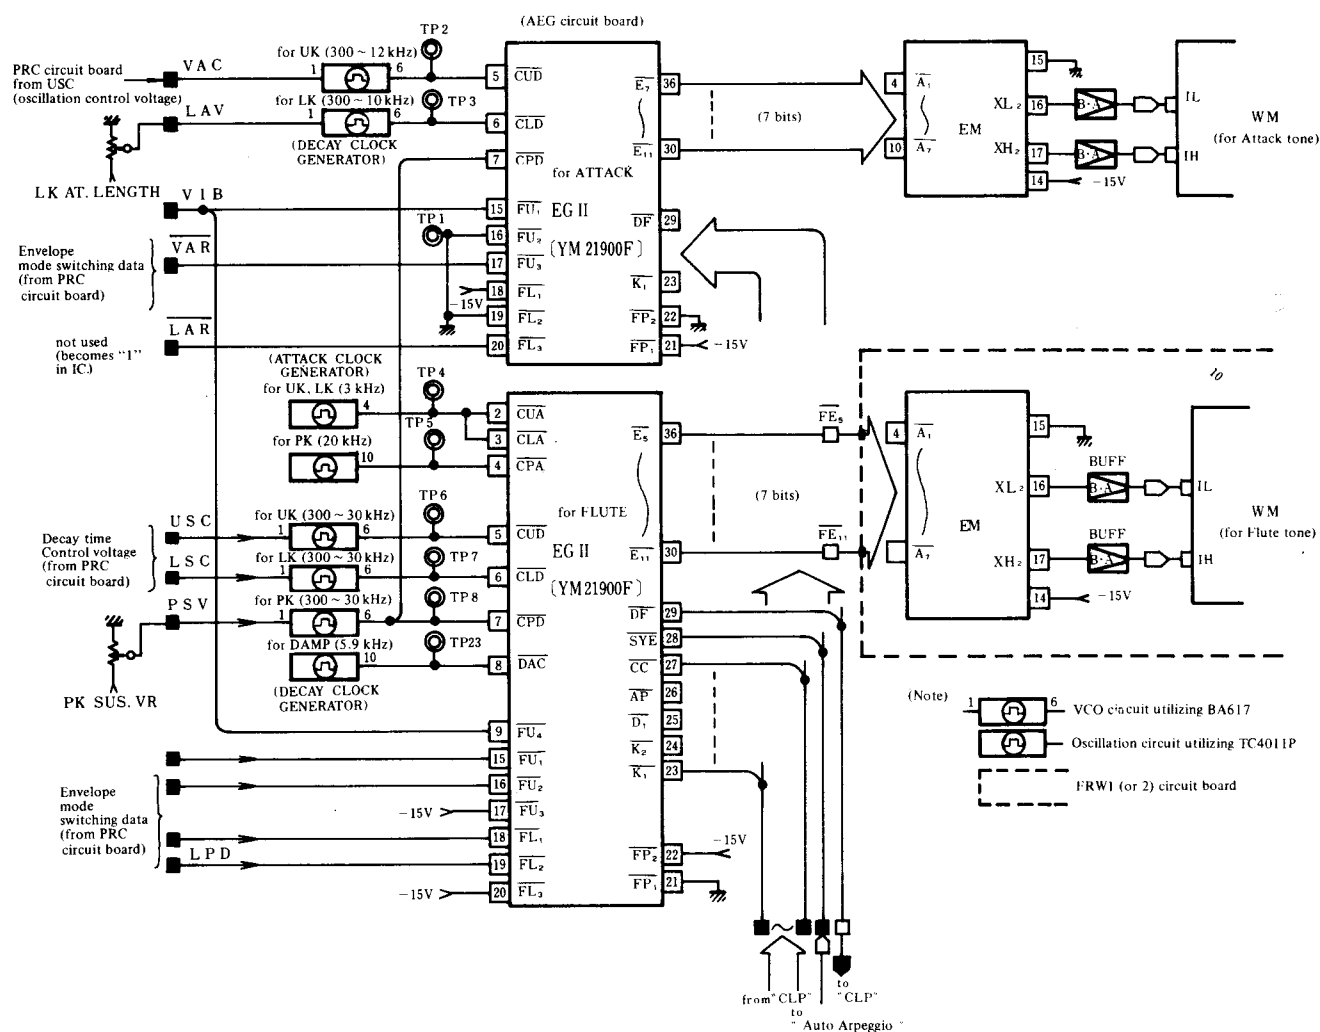 (AEG circuit board)
TP2
for UK (300 ~ 12 kHz)
PRC circuit board
from USC
(oscillation control voltage)
VAC
1
6
5
CUD
TP3
for LK (300 ~ 10 kHz)
LAV
1
6
6
CLD
(DECAY CLOCK
GENERATOR)
7
CPD
LK AT. LENGTH
for ATTACK
EG II
(YM 21900F)
E7
36
E11
30
(7 bits)
4
A1
10
A7
EM
15
XL2
16
B·A
IL
XH2
17
B·A
IH
14
-15V
WM
(for Attack tone)
VIB
15
FU1
TP1
16
FU2
VAR
17
FU3
Envelope
mode switching data
(from PRC
circuit board)
18
FL1
-15V
19
FL2
LAR
20
FL3
not used
(becomes "1"
in IC.)
DF
29
K1
23
FP2
22
FP1
21
-15V
(ATTACK CLOCK
GENERATOR)
for UK, LK (3 kHz)
4
TP4
2
CUA
3
CLA
for PK (20 kHz)
10
TP5
4
CPA
TP6
for UK (300 ~ 30 kHz)
USC
1
6
5
CUD
Decay time
Control voltage
(from PRC
circuit board)
TP7
for LK (300 ~ 30 kHz)
LSC
1
6
6
CLD
TP8
for PK (300 ~ 30 kHz)
PSV
1
6
7
CPD
for DAMP (5.9 kHz)
TP23
10
8
DAC
(DECAY CLOCK
GENERATOR)
PK SUS. VR
for FLUTE
EG II
(YM21900F)
9
FU4
15
FU1
16
FU2
-15V
17
FU3
18
FL1
LPD
19
FL2
-15V
20
FL3
Envelope
mode
switching data
(from PRC
circuit board)
E5
36
E11
30
(7 bits)
FE5
FE11
DF
29
SYE
28
CC
27
AP
26
D1
25
K2
24
K1
23
FP2
22
-15V
FP1
21
10
4
A1
A7
EM
15
XL2
16
BUFF
B·A
IL
XH2
17
BUFF
B·A
IH
14
-15V
WM
(for Flute tone)
(Note)
1
6
VCO circuit utilizing BA617
Oscillation circuit utilizing TC4011P
FRW1 (or 2) circuit board
from "CLP"
to
"CLP"
to
"Auto Arpeggio"